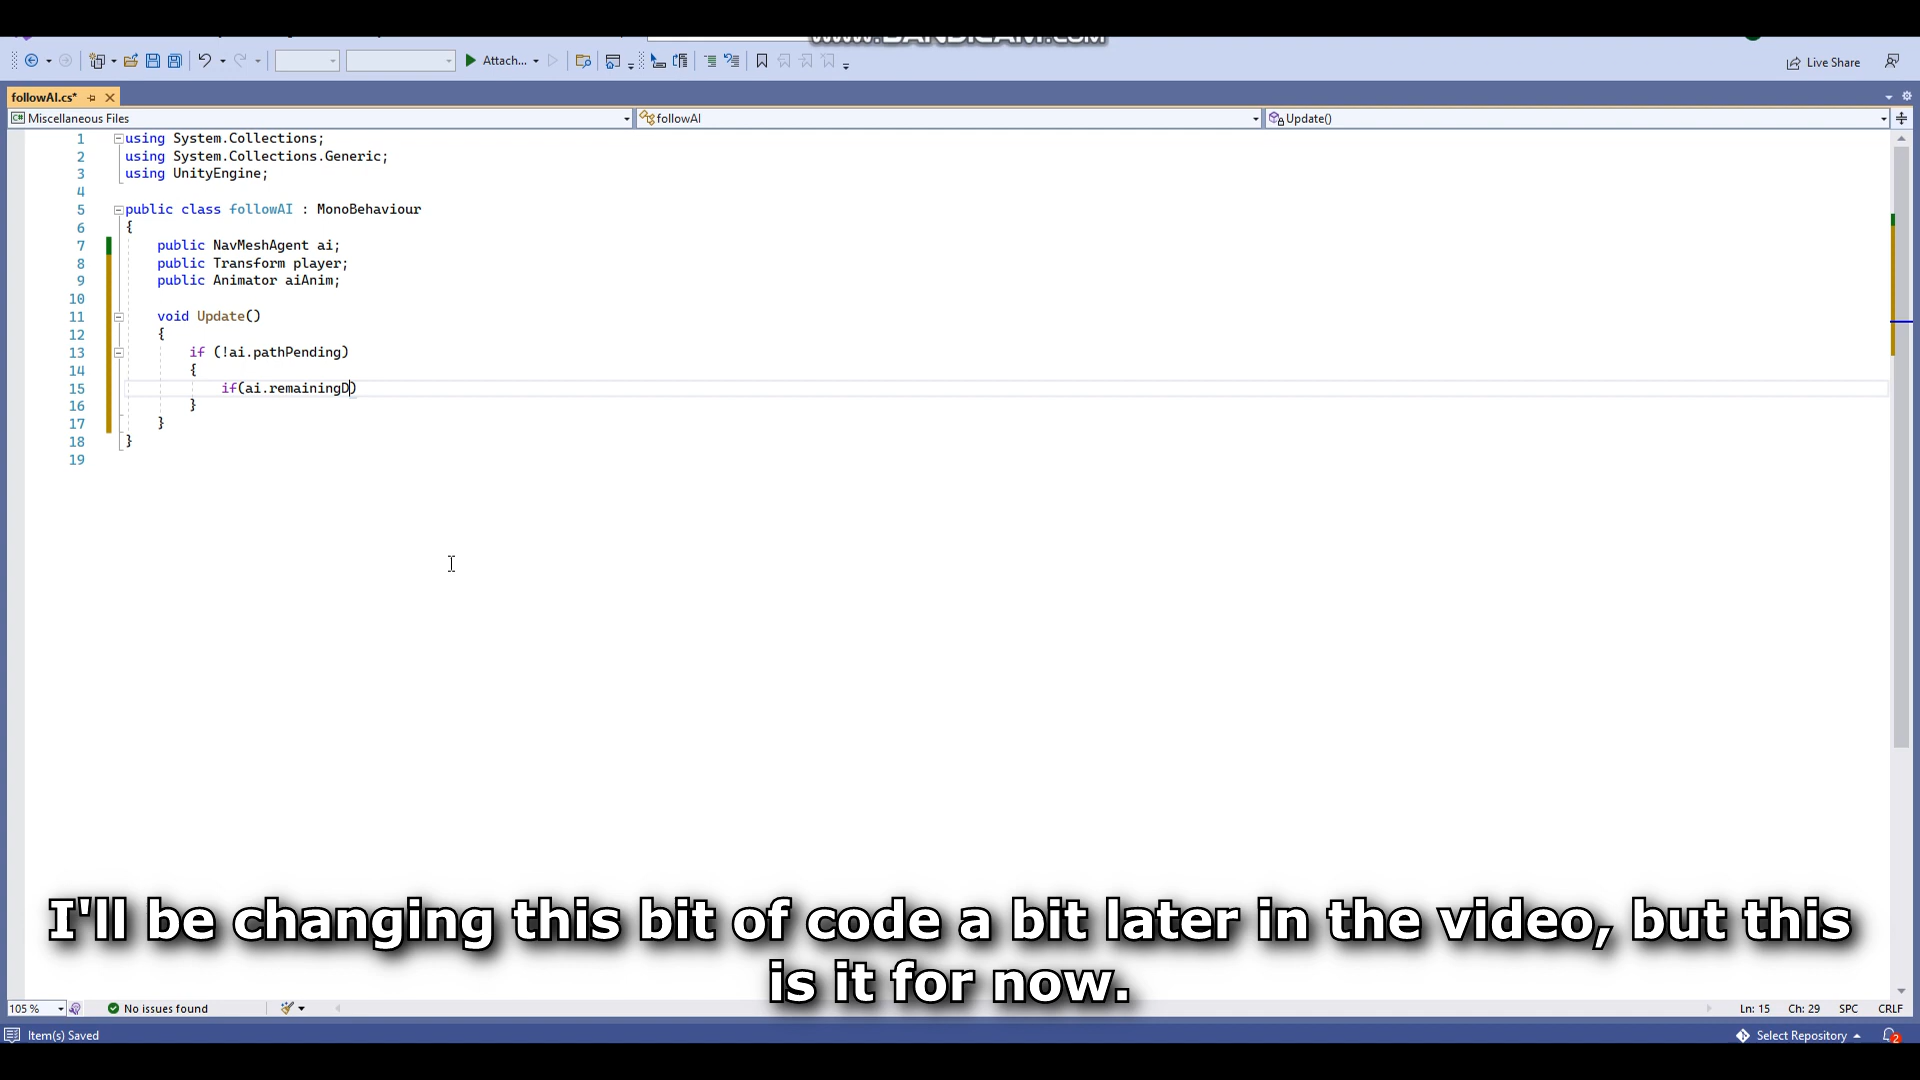 www.BANDICAM.com
Attach...
Live Share
followAI.cs*
Miscellaneous Files
followAI
Update()
1 using System.Collections;
2 using System.Collections.Generic;
3 using UnityEngine;
4
5 public class followAI : MonoBehaviour
6 {
7 public NavMeshAgent ai;
8 public Transform player;
9 public Animator aiAnim;
10
11 void Update()
12 {
13 if (!ai.pathPending)
14 {
15 if(ai.remainingD)
16 }
17 }
18 }
19
I'll be changing this bit of code a bit later in the video, but this
is it for now.
105 %
No issues found
Ln: 15
Ch: 29
SPC
CRLF
Item(s) Saved
Select Repository
2